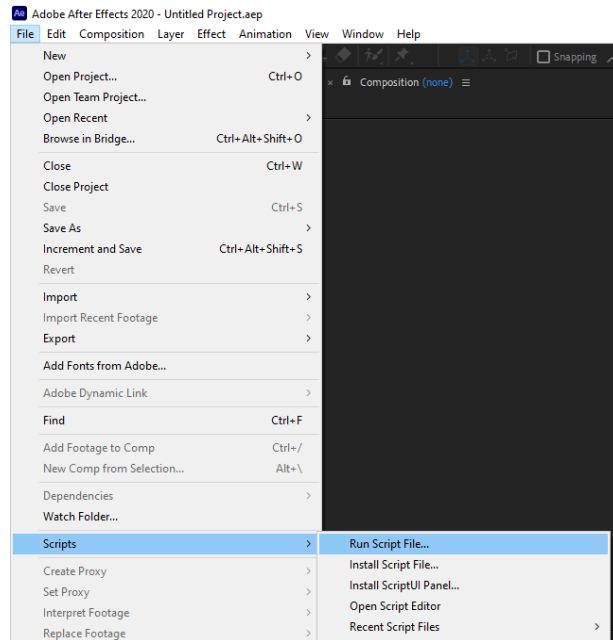 Ae Adobe After Effects 2020 - Untitled Project.aep
File Edit Composition Layer Effect Animation View Window Help
New >
Snapping
Open Project... Ctrl+O
× Composition (none) ≡
Open Team Project...
Open Recent >
Browse in Bridge... Ctrl+Alt+Shift+O
Close Ctrl+W
Close Project
Save Ctrl+S
Save As >
Increment and Save Ctrl+Alt+Shift+S
Revert
Import >
Import Recent Footage >
Export >
Add Fonts from Adobe...
Adobe Dynamic Link >
Find Ctrl+F
Add Footage to Comp Ctrl+/
New Comp from Selection... Alt+\
Dependencies >
Watch Folder...
Scripts >
Run Script File...
Install Script File...
Create Proxy >
Install ScriptUI Panel...
Set Proxy >
Open Script Editor
Interpret Footage >
Recent Script Files >
Replace Footage >